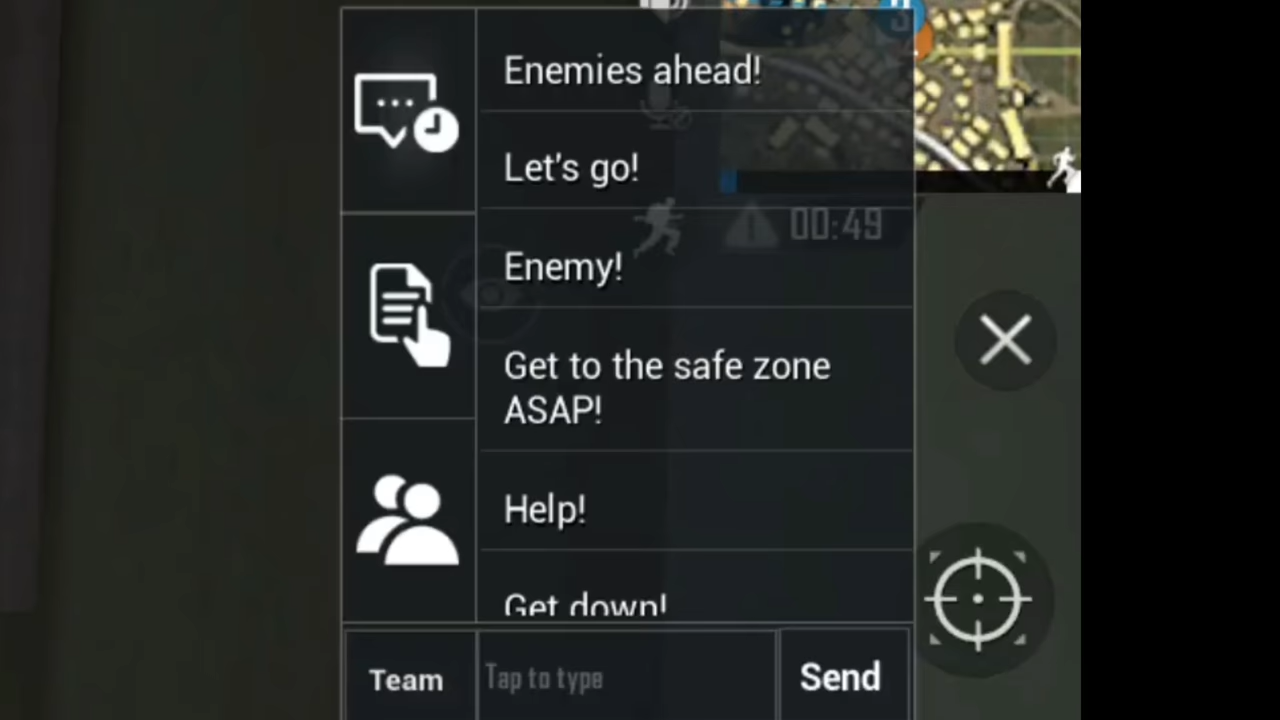 Enemies ahead!
Let's go!
00:49
Enemy!
Get to the safe zone
ASAP!
Help!
Get down!
Team
Tap to type
Send